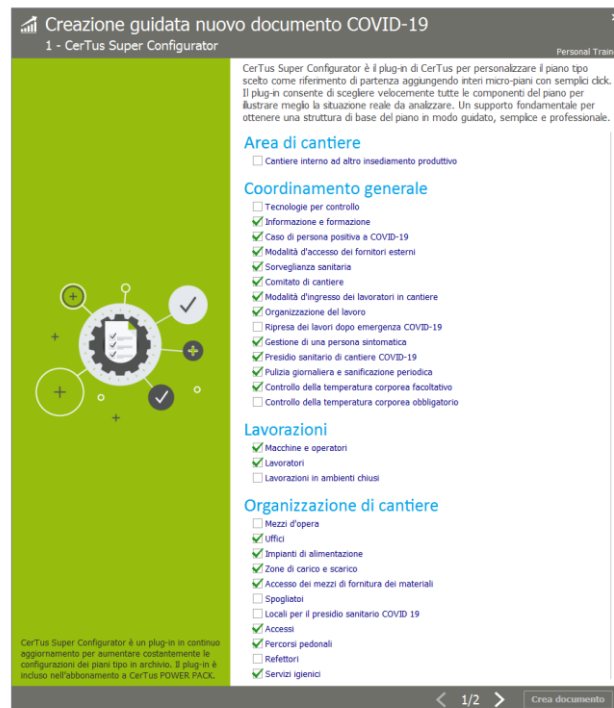 Creazione guidata nuovo documento COVID-19
1 - CerTus Super Configurator
Personal Train
CerTus Super Configurator è il plug-in di CerTus per personalizzare il piano tipo
scelto come riferimento di partenza aggiungendo interi micro-piani con semplici click.
Il plug-in consente di scegliere velocemente tutte le componenti del piano per
illustrare meglio la situazione reale da analizzare. Un supporto fondamentale per
ottenere una struttura di base del piano in modo guidato, semplice e professionale.
Area di cantiere
Cantiere interno ad altro insediamento produttivo
Coordinamento generale
Tecnologie per controllo
Informazione e formazione
Caso di persona positiva a COVID-19
Modalità d'accesso dei fornitori esterni
Sorveglianza sanitaria
Comitato di cantiere
Modalità d'ingresso dei lavoratori in cantiere
Organizzazione del lavoro
Ripresa dei lavori dopo emergenza COVID-19
Gestione di una persona sintomatica
Presidio sanitario di cantiere COVID-19
Pulizia giornaliera e sanificazione periodica
Controllo della temperatura corporea facoltativo
Controllo della temperatura corporea obbligatorio
Lavorazioni
Macchine e operatori
Lavoratori
Lavorazioni in ambienti chiusi
Organizzazione di cantiere
Mezzi d'opera
Uffici
Impianti di alimentazione
Zone di carico e scarico
Accesso dei mezzi di fornitura dei materiali
Spogliatoi
Locali per il presidio sanitario COVID 19
Accessi
Percorsi pedonali
Refettori
Servizi igienici
CerTus Super Configurator è un plug-in in continuo
aggiornamento per aumentare costantemente le
configurazioni dei piani tipo in archivio. Il plug-in è
incluso nell'abbonamento a CerTus POWER PACK.
1/2
Crea documento